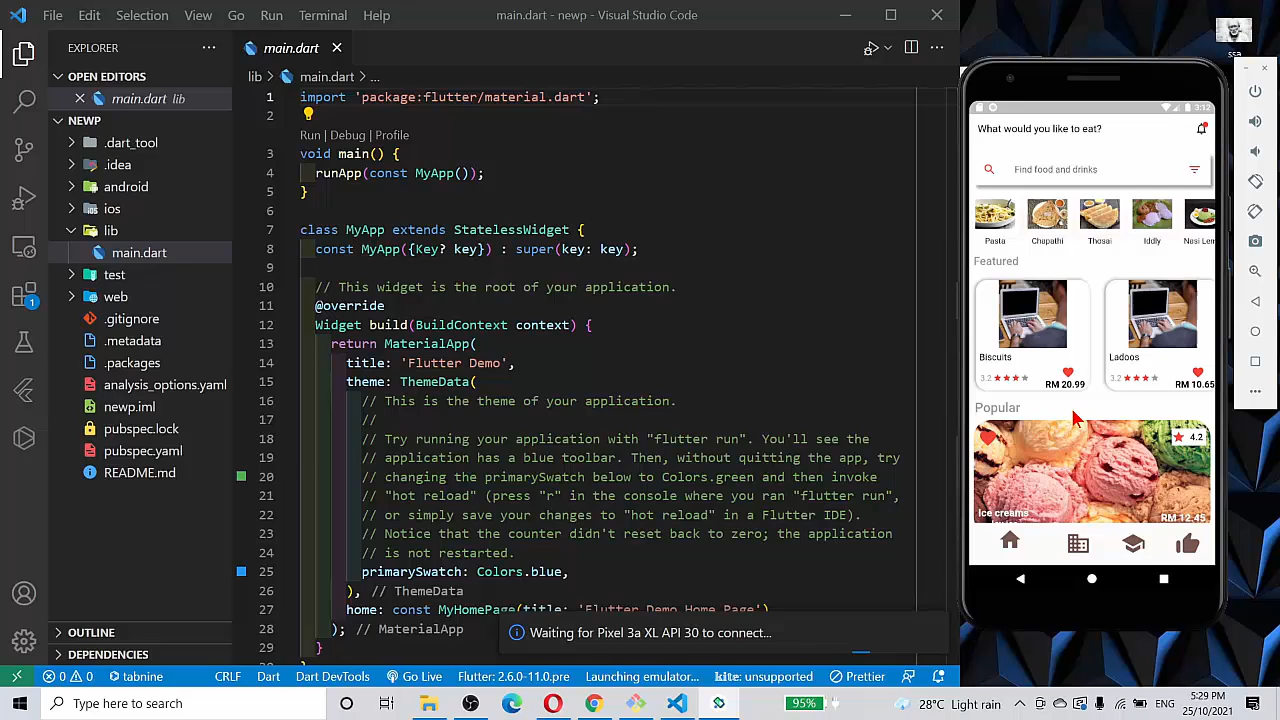 File Edit Selection View Go Run Terminal Help
main.dart - newp - Visual Studio Code
EXPLORER
OPEN EDITORS
main.dart lib
NEWP
.dart_tool
.idea
android
ios
lib
main.dart
test
web
.gitignore
.metadata
.packages
analysis_options.yaml
newp.iml
pubspec.lock
pubspec.yaml
README.md
OUTLINE
DEPENDENCIES
1
main.dart
lib > main.dart > ...
1 import 'package:flutter/material.dart';
2
Run | Debug | Profile
3 void main() {
4 runApp(const MyApp());
5 }
6
7 class MyApp extends StatelessWidget {
8 const MyApp({Key? key}) : super(key: key);
9
10 // This widget is the root of your application.
11 @override
12 Widget build(BuildContext context) {
13 return MaterialApp(
14 title: 'Flutter Demo',
15 theme: ThemeData(
16 // This is the theme of your application.
17 //
18 // Try running your application with "flutter run". You'll see the
19 // application has a blue toolbar. Then, without quitting the app, try
20 // changing the primarySwatch below to Colors.green and then invoke
21 // "hot reload" (press "r" in the console where you ran "flutter run",
22 // or simply save your changes to "hot reload" in a Flutter IDE).
23 // Notice that the counter didn't reset back to zero; the application
24 // is not restarted.
25 primarySwatch: Colors.blue,
26 ), // ThemeData
27 home: const MyHomePage(title: 'Flutter Demo Home Page')
28 ); // MaterialApp
29 }
Waiting for Pixel 3a XL API 30 to connect...
0 0 tabnine CRLF Dart Dart DevTools Go Live Flutter: 2.6.0-11.0.pre Launching emulator... kite: unsupported Prettier
ssa
3:12
What would you like to eat?
Find food and drinks
Pasta Chapathi Thosai Iddly Nasi Lem
Featured
Biscuits
3.2
RM 20.99
Ladoos
3.2
RM 10.65
Popular
4.2
Ice creams
RM 12.45
Type here to search
95%
28°C Light rain
ENG
5:29 PM
25/10/2021